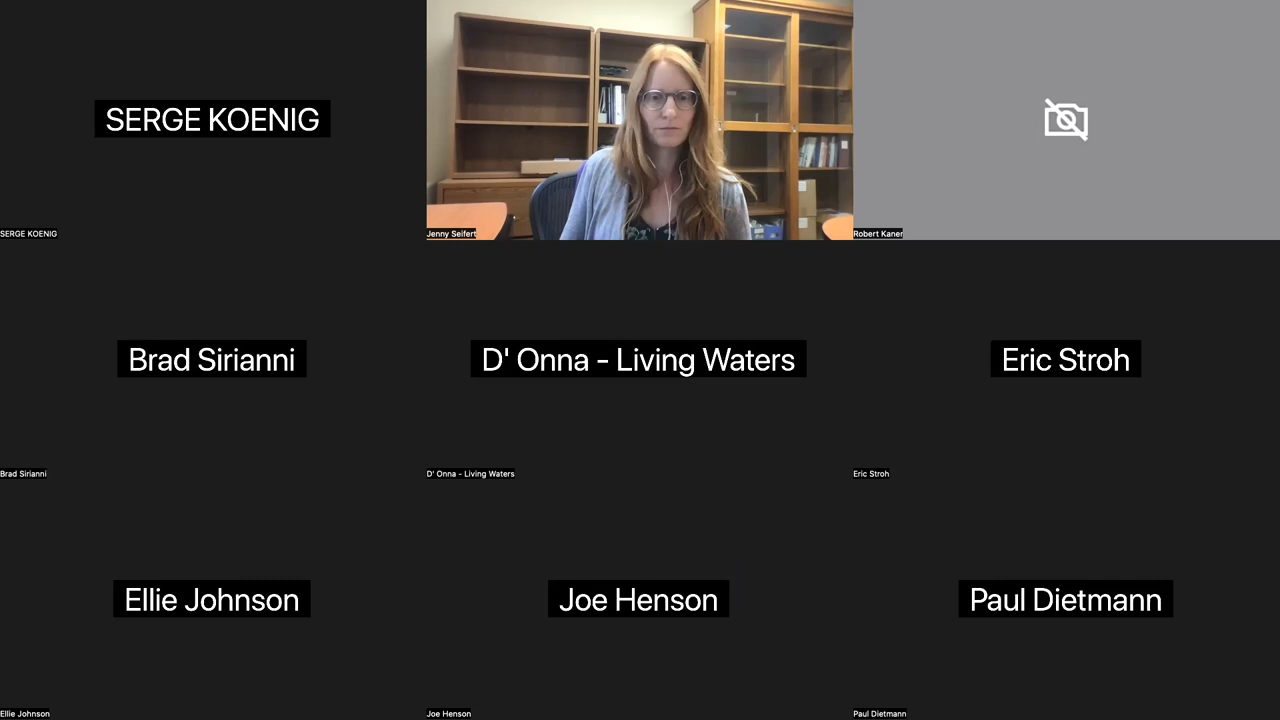 SERGE KOENIG
SERGE KOENIG
Jenny Seifert
Robert Kaner
Brad Sirianni
D' Onna - Living Waters
Eric Stroh
Brad Sirianni
D' Onna - Living Waters
Eric Stroh
Ellie Johnson
Joe Henson
Paul Dietmann
Ellie Johnson
Joe Henson
Paul Dietmann